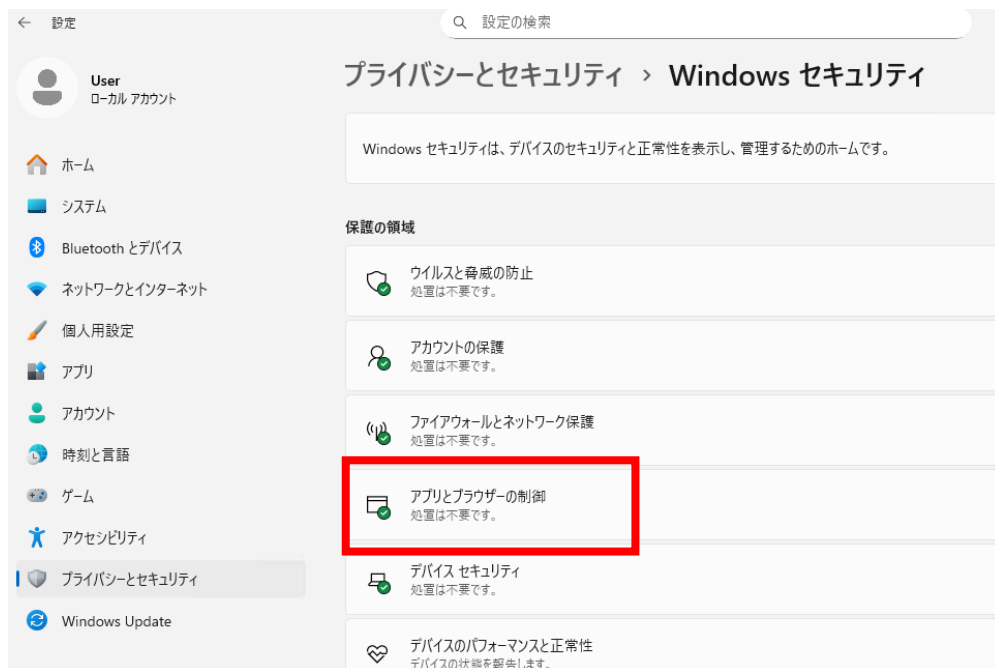 設定
設定の検索
User
ローカル アカウント
ホーム
システム
Bluetooth とデバイス
ネットワークとインターネット
個人用設定
アプリ
アカウント
時刻と言語
ゲーム
アクセシビリティ
プライバシーとセキュリティ
Windows Update
プライバシーとセキュリティ › Windows セキュリティ
Windows セキュリティは、デバイスのセキュリティと正常性を表示し、管理するためのホームです。
保護の領域
ウイルスと脅威の防止
処置は不要です。
アカウントの保護
処置は不要です。
ファイアウォールとネットワーク保護
処置は不要です。
アプリとブラウザーの制御
処置は不要です。
デバイス セキュリティ
処置は不要です。
デバイスのパフォーマンスと正常性
デバイスの状態を報告します。